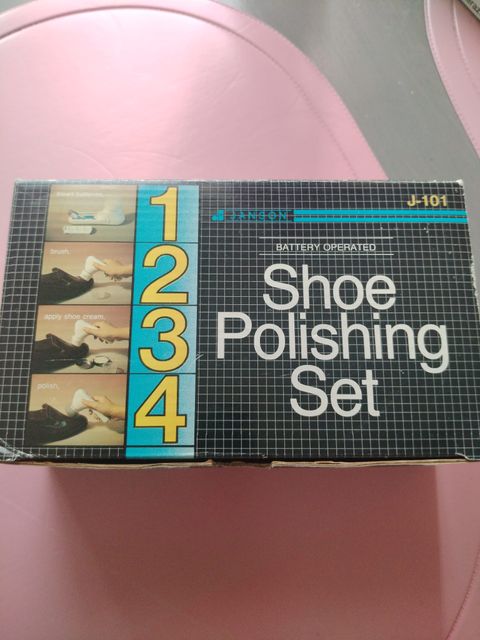 J-101
JANSON
BATTERY OPERATED
Shoe
Polishing
Set
1
brush,
2
apply shoe cream,
3
polish,
4